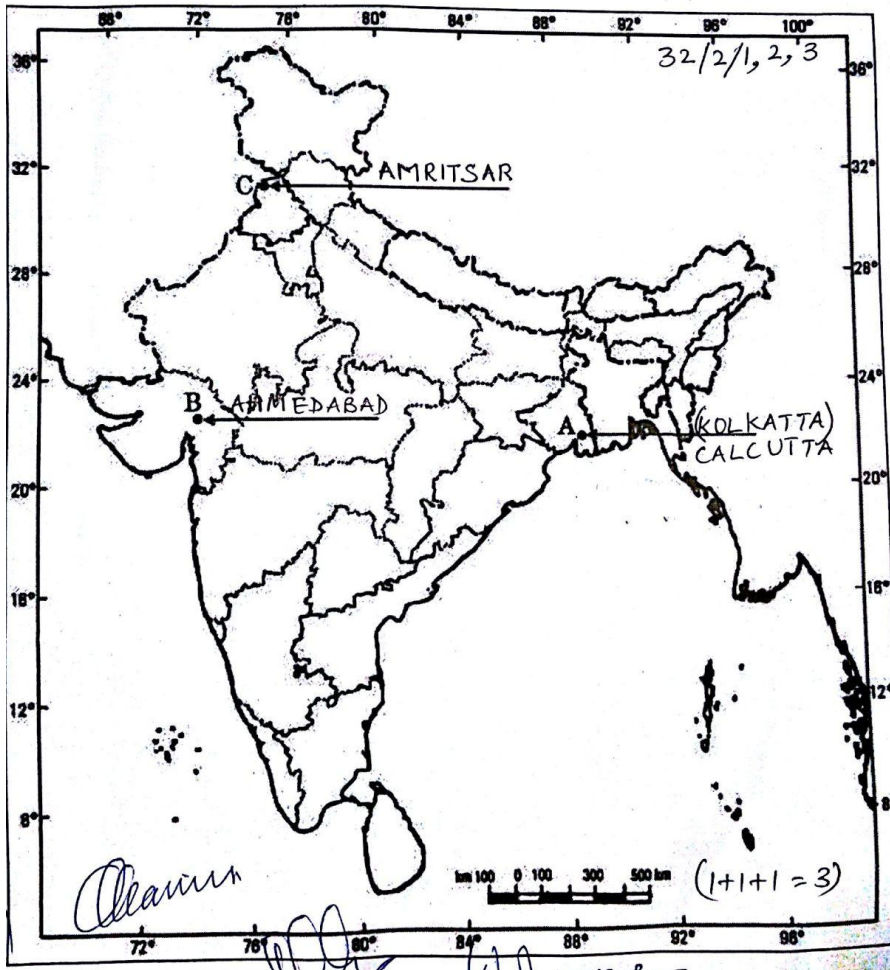 68° 72° 76° 80° 84° 88° 92° 96° 100°
32/2/1, 2, 3
36° 36°
32° 32°
C AMRITSAR
28° 28°
24° 24°
B AHMEDABAD
A (KOLKATTA)
CALCUTTA
20° 20°
16° 16°
12° 12°
8° 8
km 100 0 100 300 500 km
(1+1+1=3)
72° 76° 80° 84° 88° 92° 96°